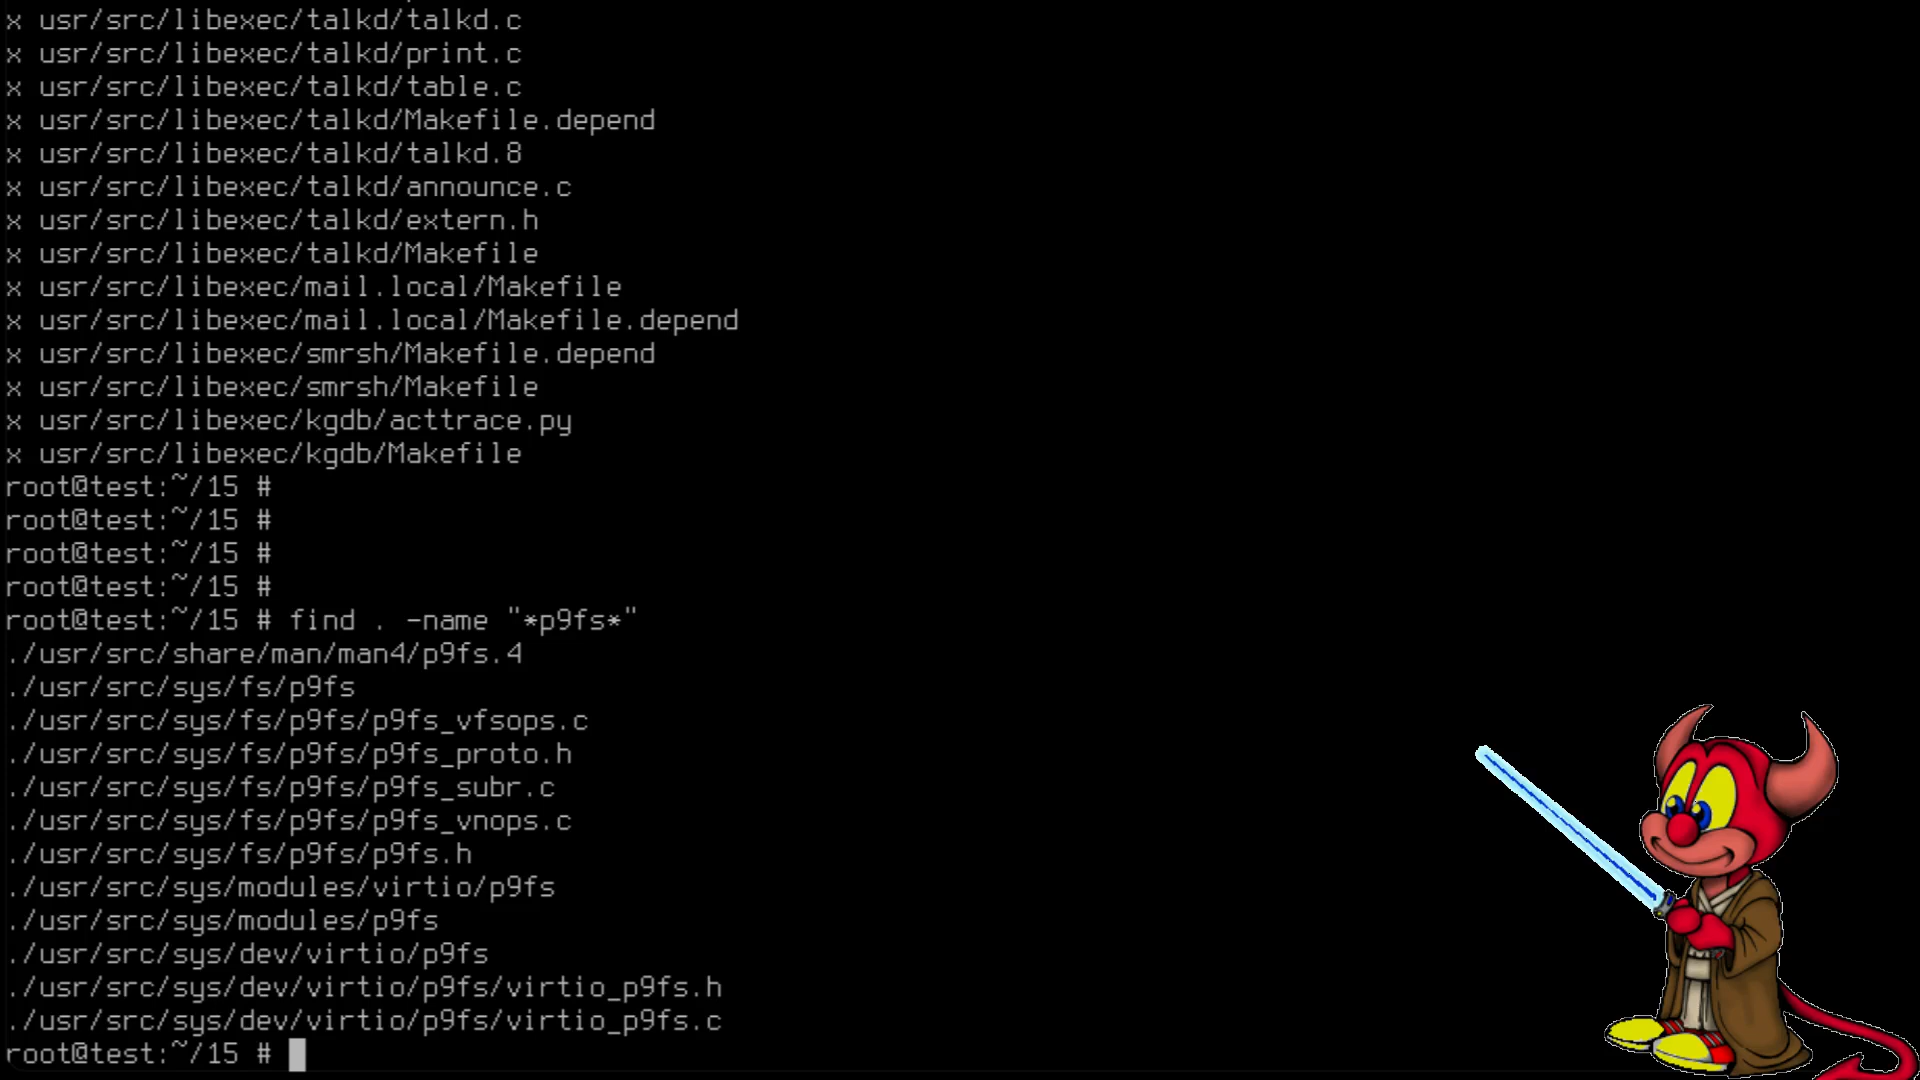 x usr/src/libexec/talkd/talkd.c
x usr/src/libexec/talkd/print.c
x usr/src/libexec/talkd/table.c
x usr/src/libexec/talkd/Makefile.depend
x usr/src/libexec/talkd/talkd.8
x usr/src/libexec/talkd/announce.c
x usr/src/libexec/talkd/extern.h
x usr/src/libexec/talkd/Makefile
x usr/src/libexec/mail.local/Makefile
x usr/src/libexec/mail.local/Makefile.depend
x usr/src/libexec/smrsh/Makefile.depend
x usr/src/libexec/smrsh/Makefile
x usr/src/libexec/kgdb/acttrace.py
x usr/src/libexec/kgdb/Makefile
root@test:~/15 #
root@test:~/15 #
root@test:~/15 #
root@test:~/15 #
root@test:~/15 # find . -name "*p9fs*"
./usr/src/share/man/man4/p9fs.4
./usr/src/sys/fs/p9fs
./usr/src/sys/fs/p9fs/p9fs_vfsops.c
./usr/src/sys/fs/p9fs/p9fs_proto.h
./usr/src/sys/fs/p9fs/p9fs_subr.c
./usr/src/sys/fs/p9fs/p9fs_vnops.c
./usr/src/sys/fs/p9fs/p9fs.h
./usr/src/sys/modules/virtio/p9fs
./usr/src/sys/modules/p9fs
./usr/src/sys/dev/virtio/p9fs
./usr/src/sys/dev/virtio/p9fs/virtio_p9fs.h
./usr/src/sys/dev/virtio/p9fs/virtio_p9fs.c
root@test:~/15 #